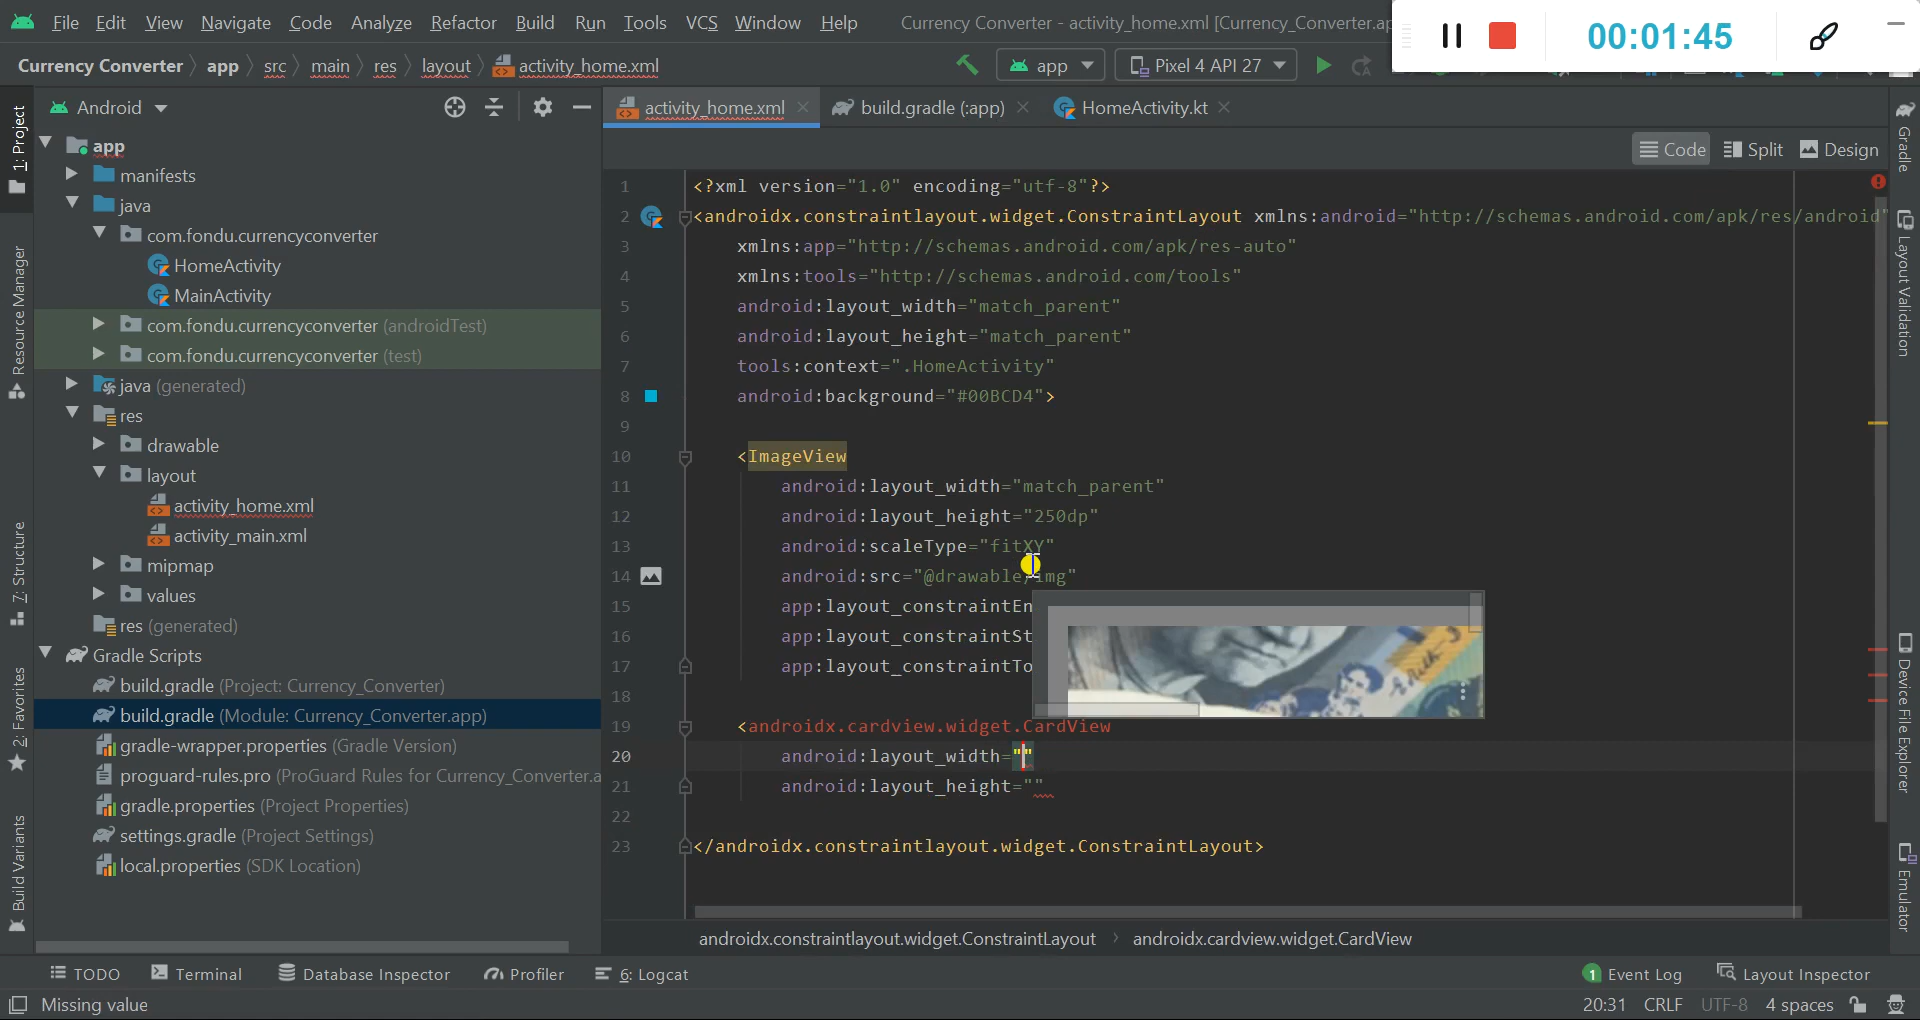 File Edit View Navigate Code Analyze Refactor Build Run Tools VCS Window Help Currency Converter - activity_home.xml [Currency_Converter.ap
00:01:45
Currency Converter app src main res layout activity_home.xml
app
Pixel 4 API 27
1: Project
Resource Manager
7: Structure
2: Favorites
Build Variants
Android
app
manifests
java
com.fondu.currencyconverter
HomeActivity
MainActivity
com.fondu.currencyconverter (androidTest)
com.fondu.currencyconverter (test)
java (generated)
res
drawable
layout
activity_home.xml
activity_main.xml
mipmap
values
res (generated)
Gradle Scripts
build.gradle (Project: Currency_Converter)
build.gradle (Module: Currency_Converter.app)
gradle-wrapper.properties (Gradle Version)
proguard-rules.pro (ProGuard Rules for Currency_Converter.a
gradle.properties (Project Properties)
settings.gradle (Project Settings)
local.properties (SDK Location)
activity_home.xml build.gradle (:app) HomeActivity.kt
Code Split Design
1 <?xml version="1.0" encoding="utf-8"?>
2 <androidx.constraintlayout.widget.ConstraintLayout xmlns:android="http://schemas.android.com/apk/res/android"
3 xmlns:app="http://schemas.android.com/apk/res-auto"
4 xmlns:tools="http://schemas.android.com/tools"
5 android:layout_width="match_parent"
6 android:layout_height="match_parent"
7 tools:context=".HomeActivity"
8 android:background="#00BCD4">
9
10 <ImageView
11 android:layout_width="match_parent"
12 android:layout_height="250dp"
13 android:scaleType="fitXY"
14 android:src="@drawable/img"
15 app:layout_constraintEn
16 app:layout_constraintSt
17 app:layout_constraintTo
18
19 <androidx.cardview.widget.CardView
20 android:layout_width=""
21 android:layout_height=""
22
23 </androidx.constraintlayout.widget.ConstraintLayout>
androidx.constraintlayout.widget.ConstraintLayout androidx.cardview.widget.CardView
Gradle
Layout Validation
Device File Explorer
Emulator
TODO Terminal Database Inspector Profiler 6: Logcat 1 Event Log Layout Inspector
Missing value 20:31 CRLF UTF-8 4 spaces